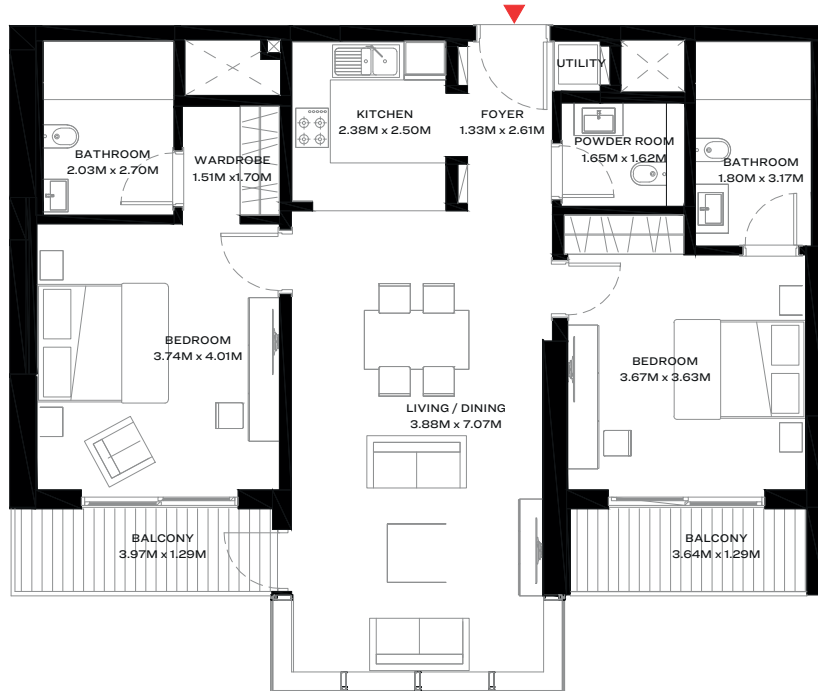 UTILITY
KITCHEN
2.38M x 2.50M
FOYER
1.33M x 2.61M
BATHROOM
2.03M x 2.70M
WARDROBE
1.51M x1.70M
POWDER ROOM
1.65M x 1.62M
BATHROOM
1.80M x 3.17M
BEDROOM
3.74M x 4.01M
BEDROOM
3.67M x 3.63M
LIVING / DINING
3.88M x 7.07M
BALCONY
3.97M x 1.29M
BALCONY
3.64M x 1.29M